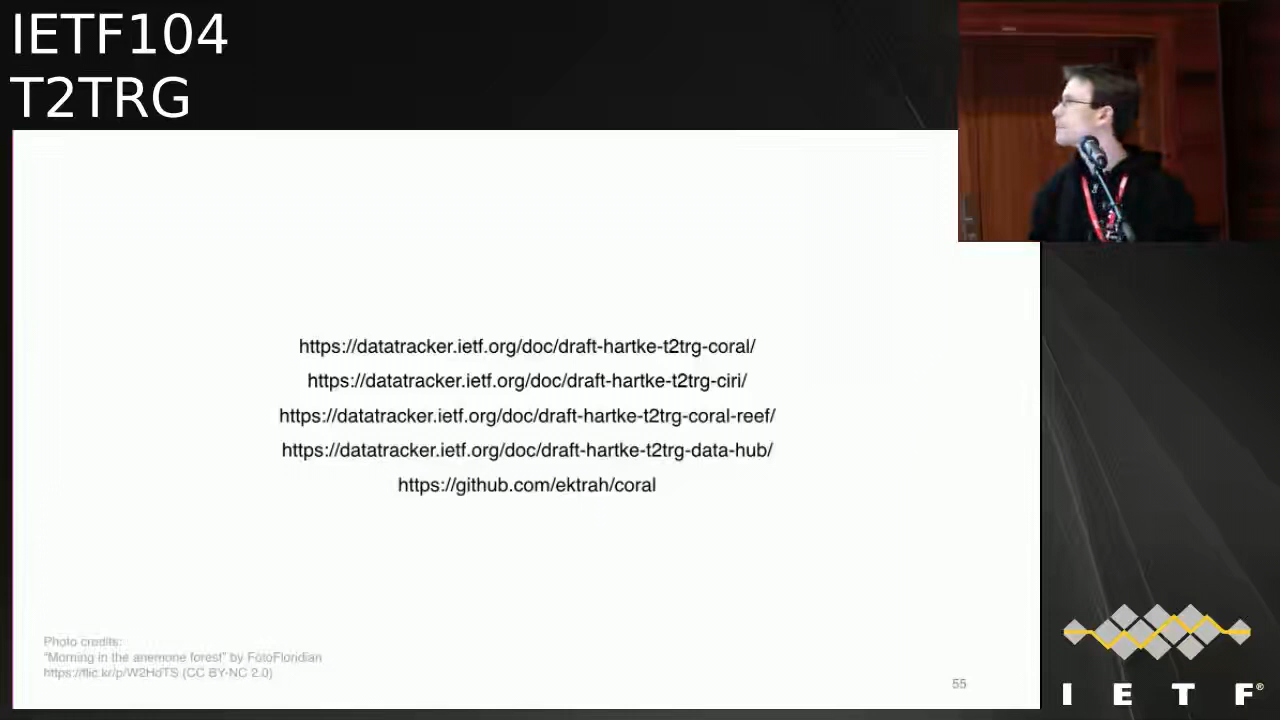 IETF104
T2TRG
https://datatracker.ietf.org/doc/draft-hartke-t2trg-coral/
https://datatracker.ietf.org/doc/draft-hartke-t2trg-ciri/
https://datatracker.ietf.org/doc/draft-hartke-t2trg-coral-reef/
https://datatracker.ietf.org/doc/draft-hartke-t2trg-data-hub/
https://github.com/ektrah/coral
Photo credits:
“Morning in the anemone forest” by FotoFloridian
https://flic.kr/p/W2HdTS (CC BY-NC 2.0)
55
I E T F®